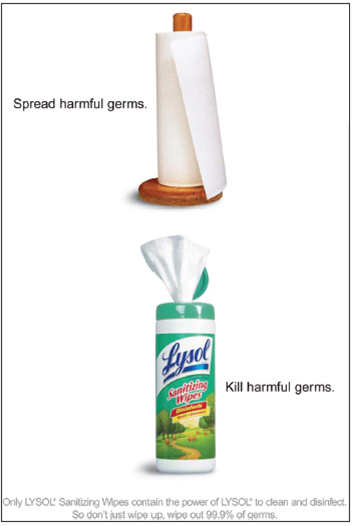 Spread harmful germs.
Lysol
Sanitizing
Wipes
Kill harmful germs.
Only LYSOL® Sanitizing Wipes contain the power of LYSOL® to clean and disinfect.
So don't just wipe up, wipe out 99.9% of germs.